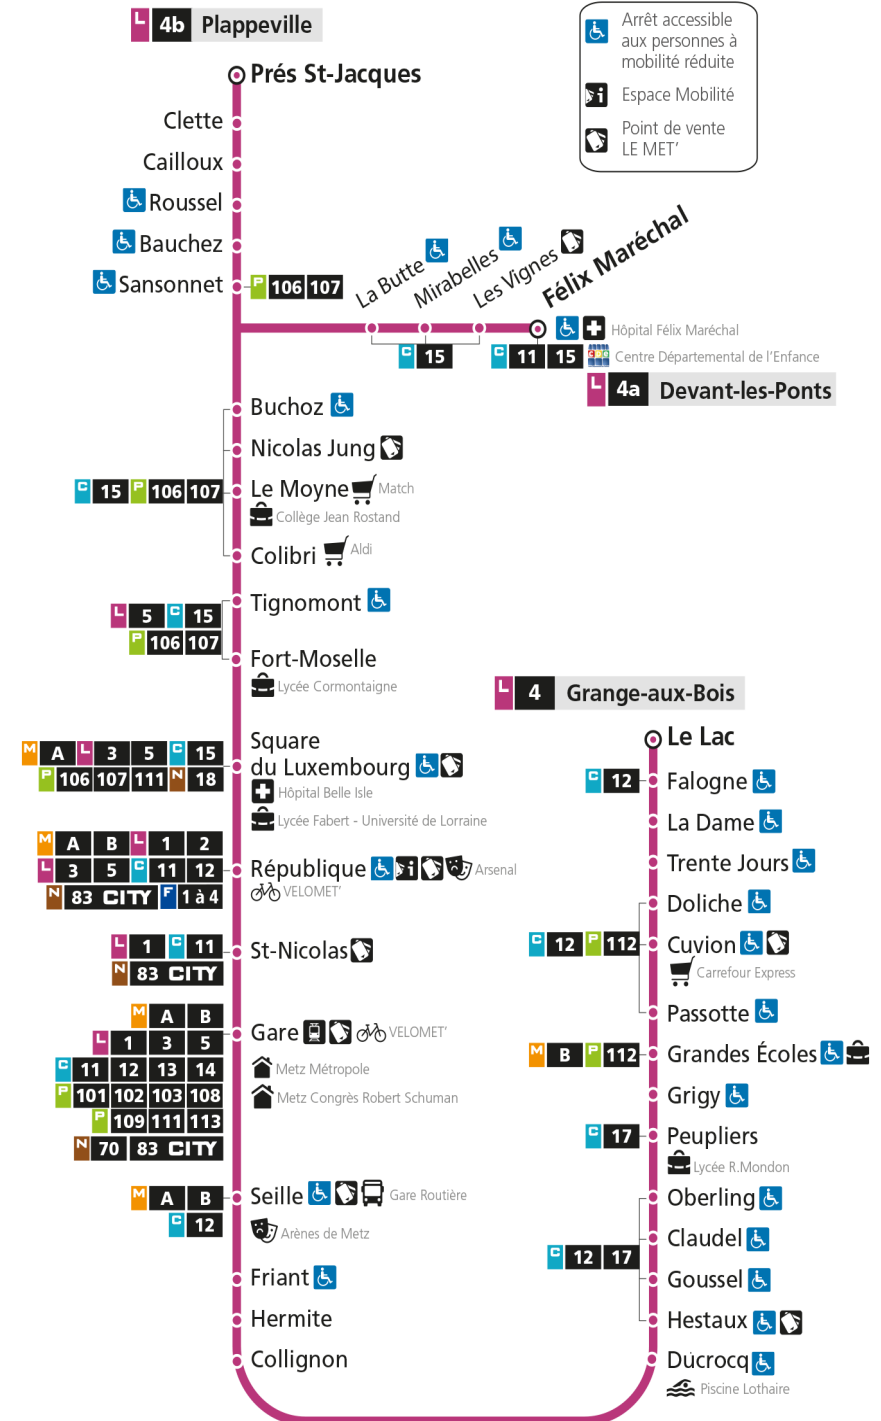 L 4b Plappeville
Arrêt accessible
aux personnes à
mobilité réduite
Espace Mobilité
Point de vente
LE MET'
Prés St-Jacques
Clette
Cailloux
Roussel
Bauchez
Sansonnet
P 106 107
La Butte
Mirabelles
Les Vignes
Félix Maréchal
Hôpital Félix Maréchal
C 15
C 11 15
Centre Départemental de l'Enfance
L 4a Devant-les-Ponts
Buchoz
Nicolas Jung
C 15 P 106 107
Le Moyne
Match
Collège Jean Rostand
Colibri
Aldi
Tignomont
L 5 C 15
P 106 107
Fort-Moselle
Lycée Cormontaigne
Square
du Luxembourg
M A L 3 5 C 15
P 106 107 111 N 18
Hôpital Belle Isle
Lycée Fabert - Université de Lorraine
M A B L 1 2
L 3 5 C 11 12
N 83 CITY F 1 à 4
République
Arsenal
VELOMET'
L 1 C 11
N 83 CITY
St-Nicolas
M A B
L 1 3 5
C 11 12 13 14
P 101 102 103 108
P 109 111 113
N 70 83 CITY
Gare
VELOMET'
Metz Métropole
Metz Congrès Robert Schuman
M A B
C 12
Seille
Gare Routière
Arènes de Metz
Friant
Hermite
Collignon
L 4 Grange-aux-Bois
Le Lac
C 12
Falogne
La Dame
Trente Jours
Doliche
C 12 P 112
Cuvion
Carrefour Express
Passotte
M B P 112
Grandes Écoles
Grigy
C 17
Peupliers
Lycée R.Mondon
Oberling
Claudel
C 12 17
Goussel
Hestaux
Ducrocq
Piscine Lothaire